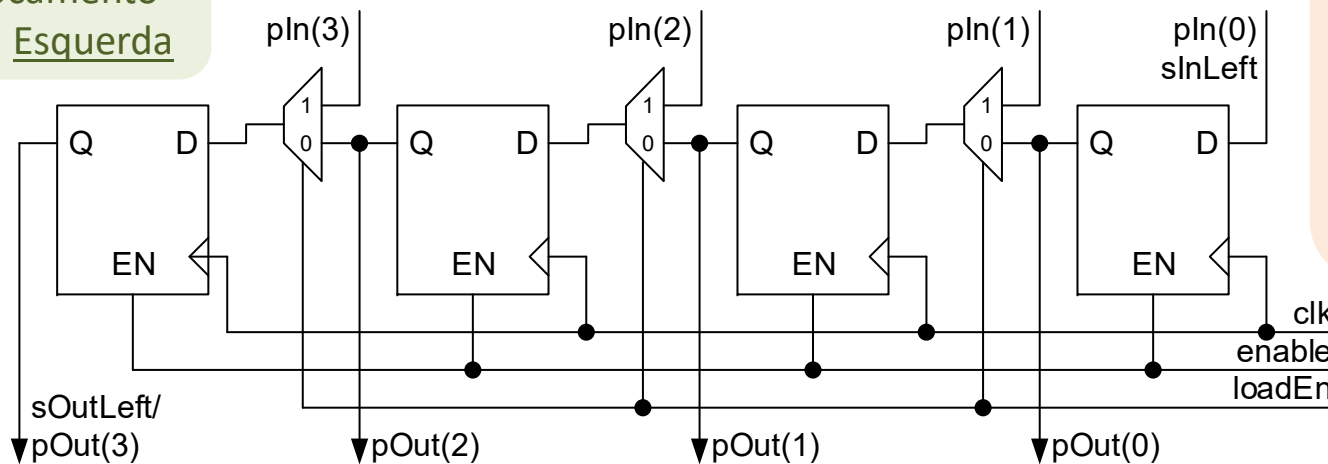 Esquerda
pIn(3)
pIn(2)
pIn(1)
pIn(0)
sInLeft
1
0
1
0
1
0
Q D
Q D
Q D
Q D
EN
EN
EN
EN
clk
enable
loadEn
sOutLeft/
pOut(3)
pOut(2)
pOut(1)
pOut(0)